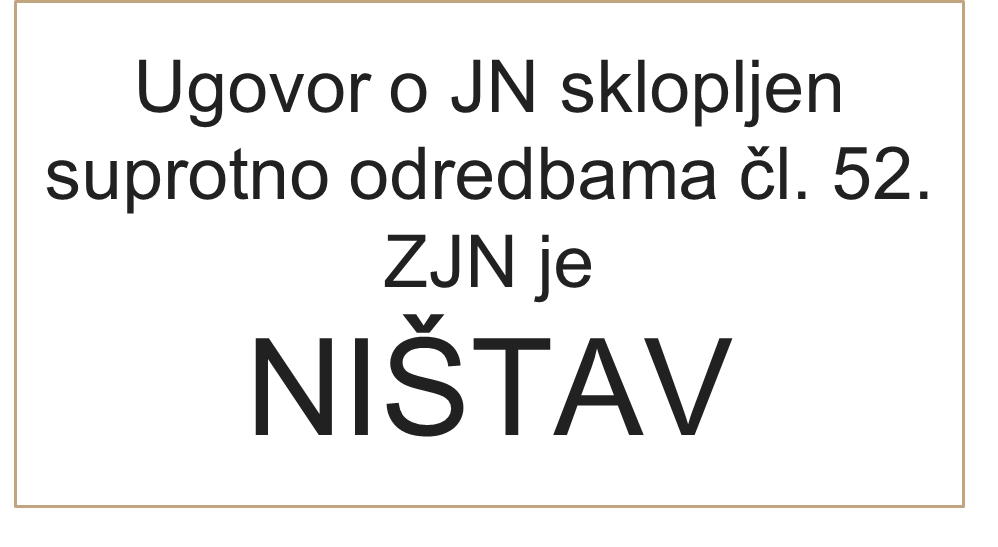 Ugovor o JN sklopljen
suprotno odredbama čl. 52.
ZJN je
NIŠTAV